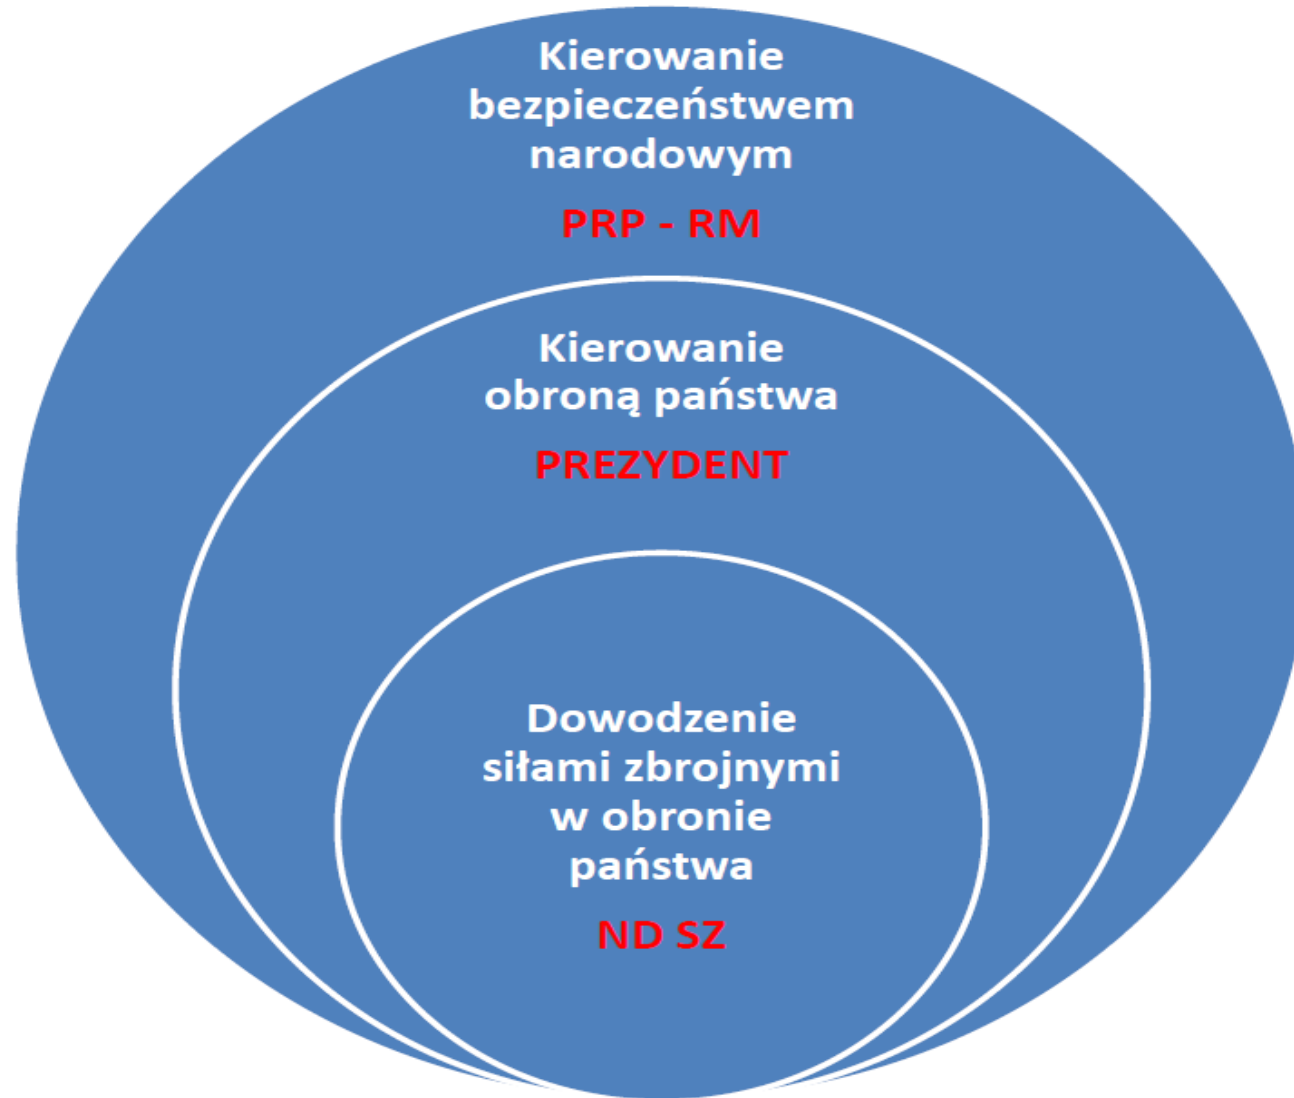 Kierowanie
bezpieczeństwem
narodowym
PRP - RM
Kierowanie
obroną państwa
PREZYDENT
Dowodzenie
siłami zbrojnymi
w obronie
państwa
ND SZ